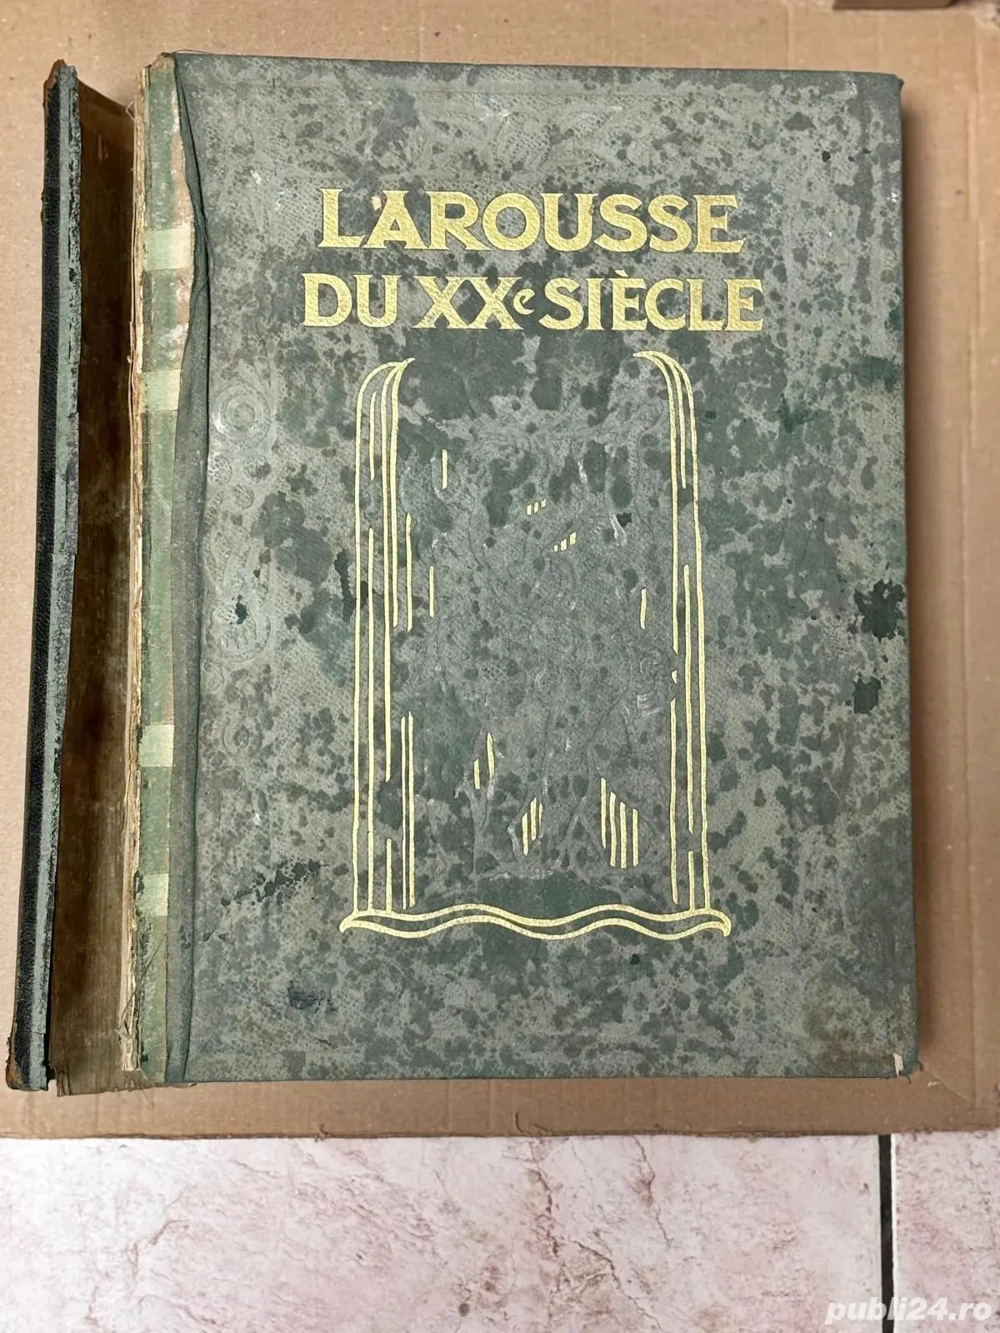 LAROUSSE
DU XXe SIÈCLE
publi24.ro